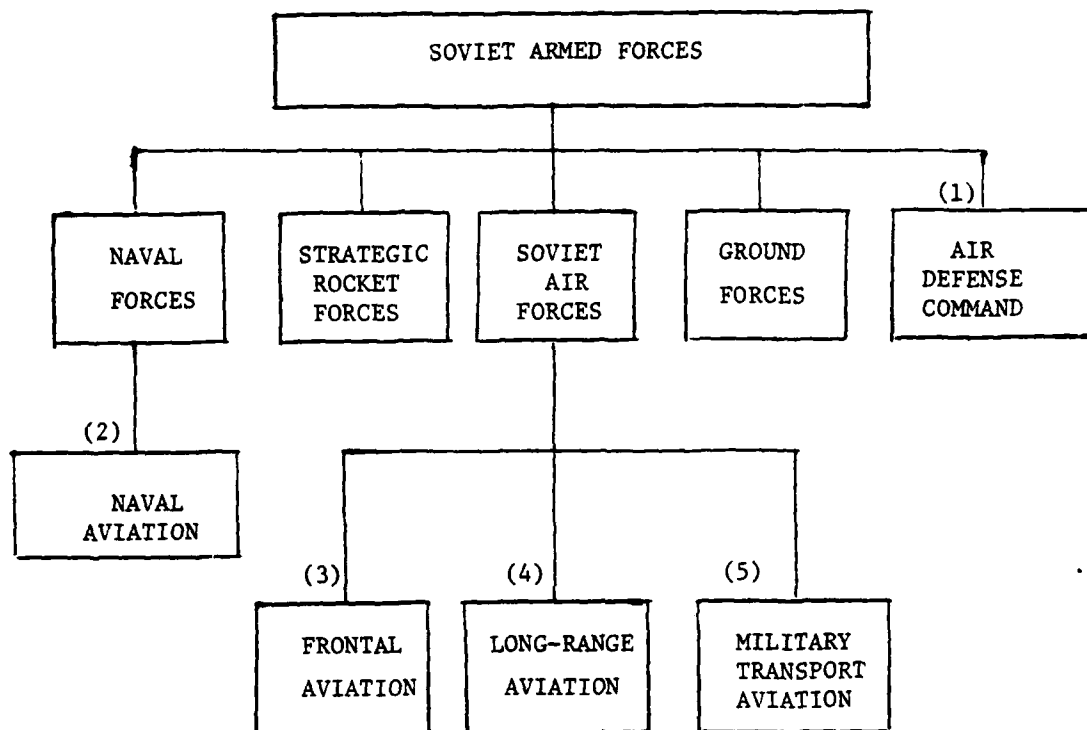 SOVIET ARMED FORCES
(1)
NAVAL
FORCES
STRATEGIC
ROCKET
FORCES
SOVIET
AIR
FORCES
GROUND
FORCES
AIR
DEFENSE
COMMAND
(2)
NAVAL
AVIATION
(3)
FRONTAL
AVIATION
(4)
LONG-RANGE
AVIATION
(5)
MILITARY
TRANSPORT
AVIATION